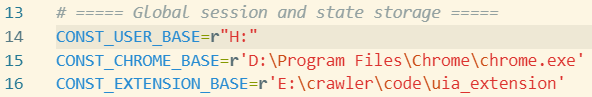 13 # ===== Global session and state storage =====
14 CONST_USER_BASE=r"H:"
15 CONST_CHROME_BASE=r'D:\Program Files\Chrome\chrome.exe'
16 CONST_EXTENSION_BASE=r'E:\crawler\code\uia_extension'